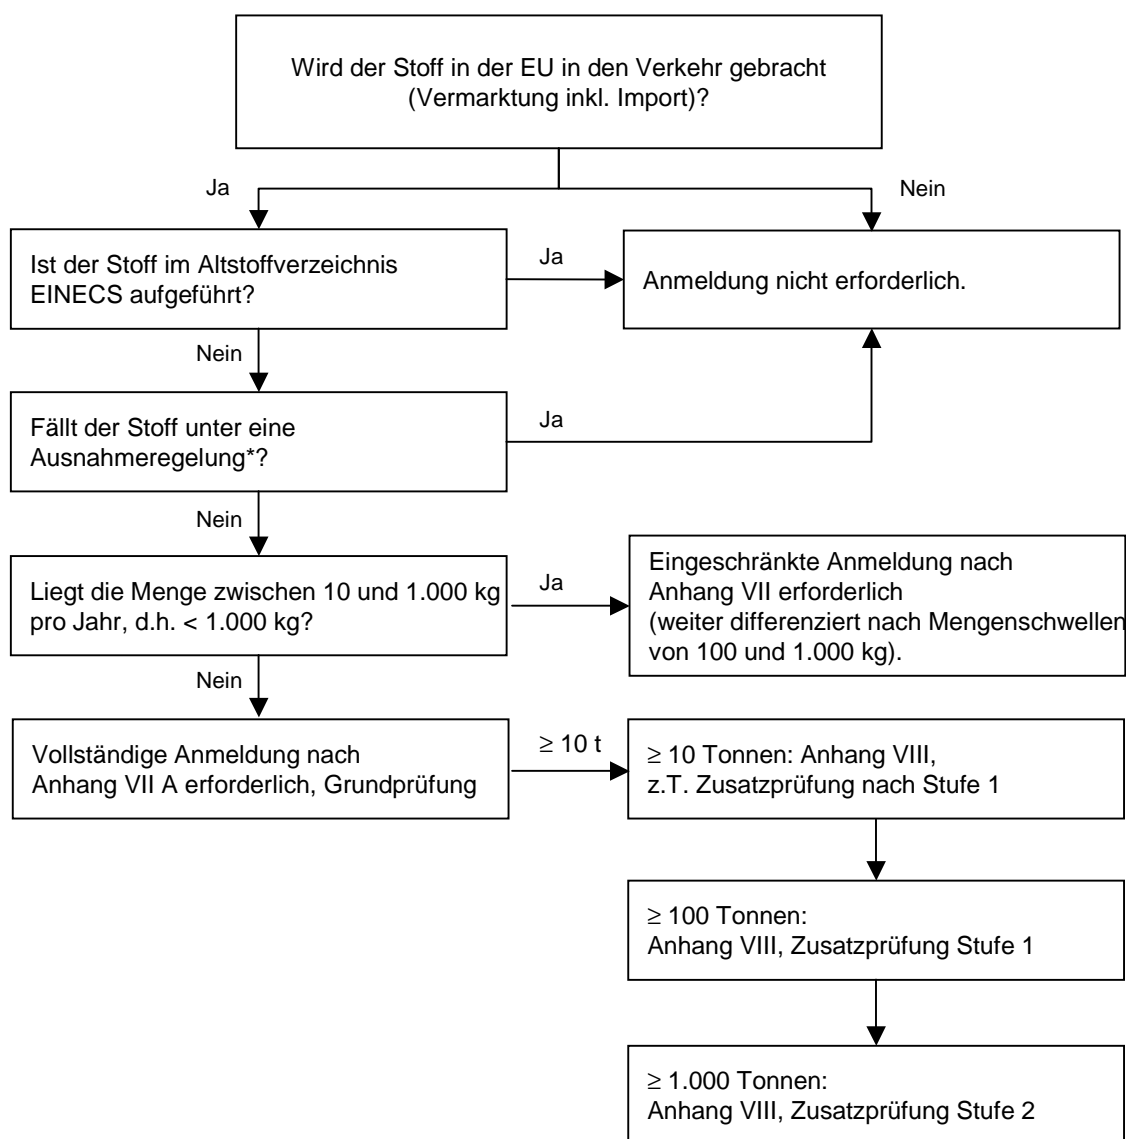 Wird der Stoff in der EU in den Verkehr gebracht
(Vermarktung inkl. Import)?
Ja
Nein
Ist der Stoff im Altstoffverzeichnis
EINECS aufgeführt?
Ja
Anmeldung nicht erforderlich.
Nein
Fällt der Stoff unter eine
Ausnahmeregelung*?
Ja
Nein
Liegt die Menge zwischen 10 und 1.000 kg
pro Jahr, d.h. < 1.000 kg?
Ja
Eingeschränkte Anmeldung nach
Anhang VII erforderlich
(weiter differenziert nach Mengenschwellen
von 100 und 1.000 kg).
Nein
Vollständige Anmeldung nach
Anhang VII A erforderlich, Grundprüfung
≥ 10 t
≥ 10 Tonnen: Anhang VIII,
z.T. Zusatzprüfung nach Stufe 1
≥ 100 Tonnen:
Anhang VIII, Zusatzprüfung Stufe 1
≥ 1.000 Tonnen:
Anhang VIII, Zusatzprüfung Stufe 2